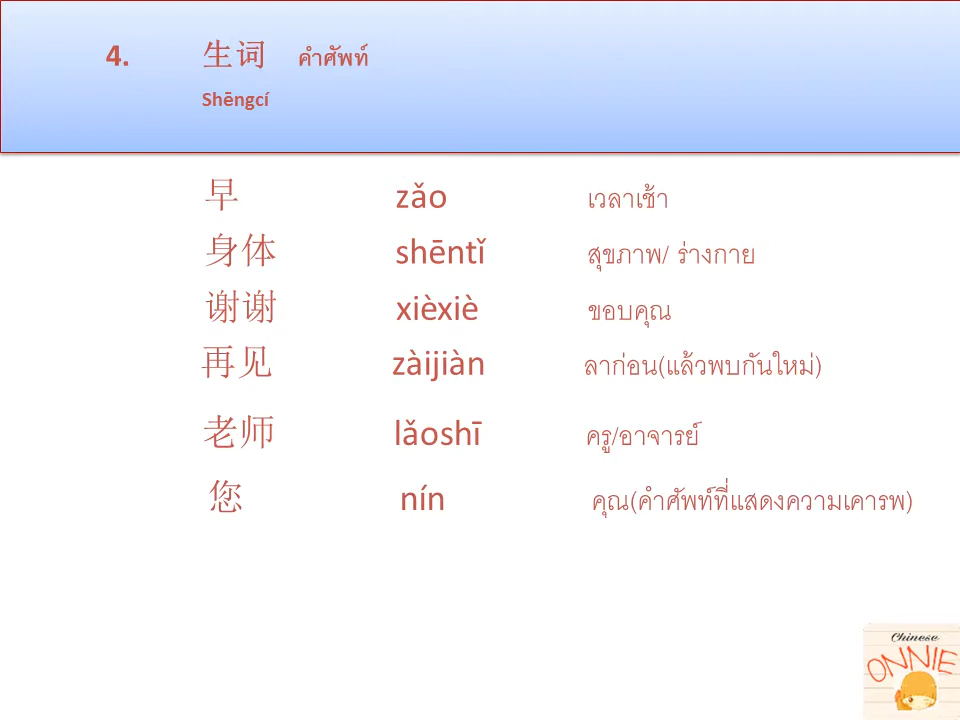 4. 生词 คำศัพท์
Shēngcí
早 zǎo เวลาเช้า
身体 shēntǐ สุขภาพ/ ร่างกาย
谢谢 xièxiè ขอบคุณ
再见 zàijiàn ลาก่อน(แล้วพบกันใหม่)
老师 lǎoshī ครู/อาจารย์
您 nín คุณ(คำศัพท์ที่แสดงความเคารพ)
Chinese
ONNIE